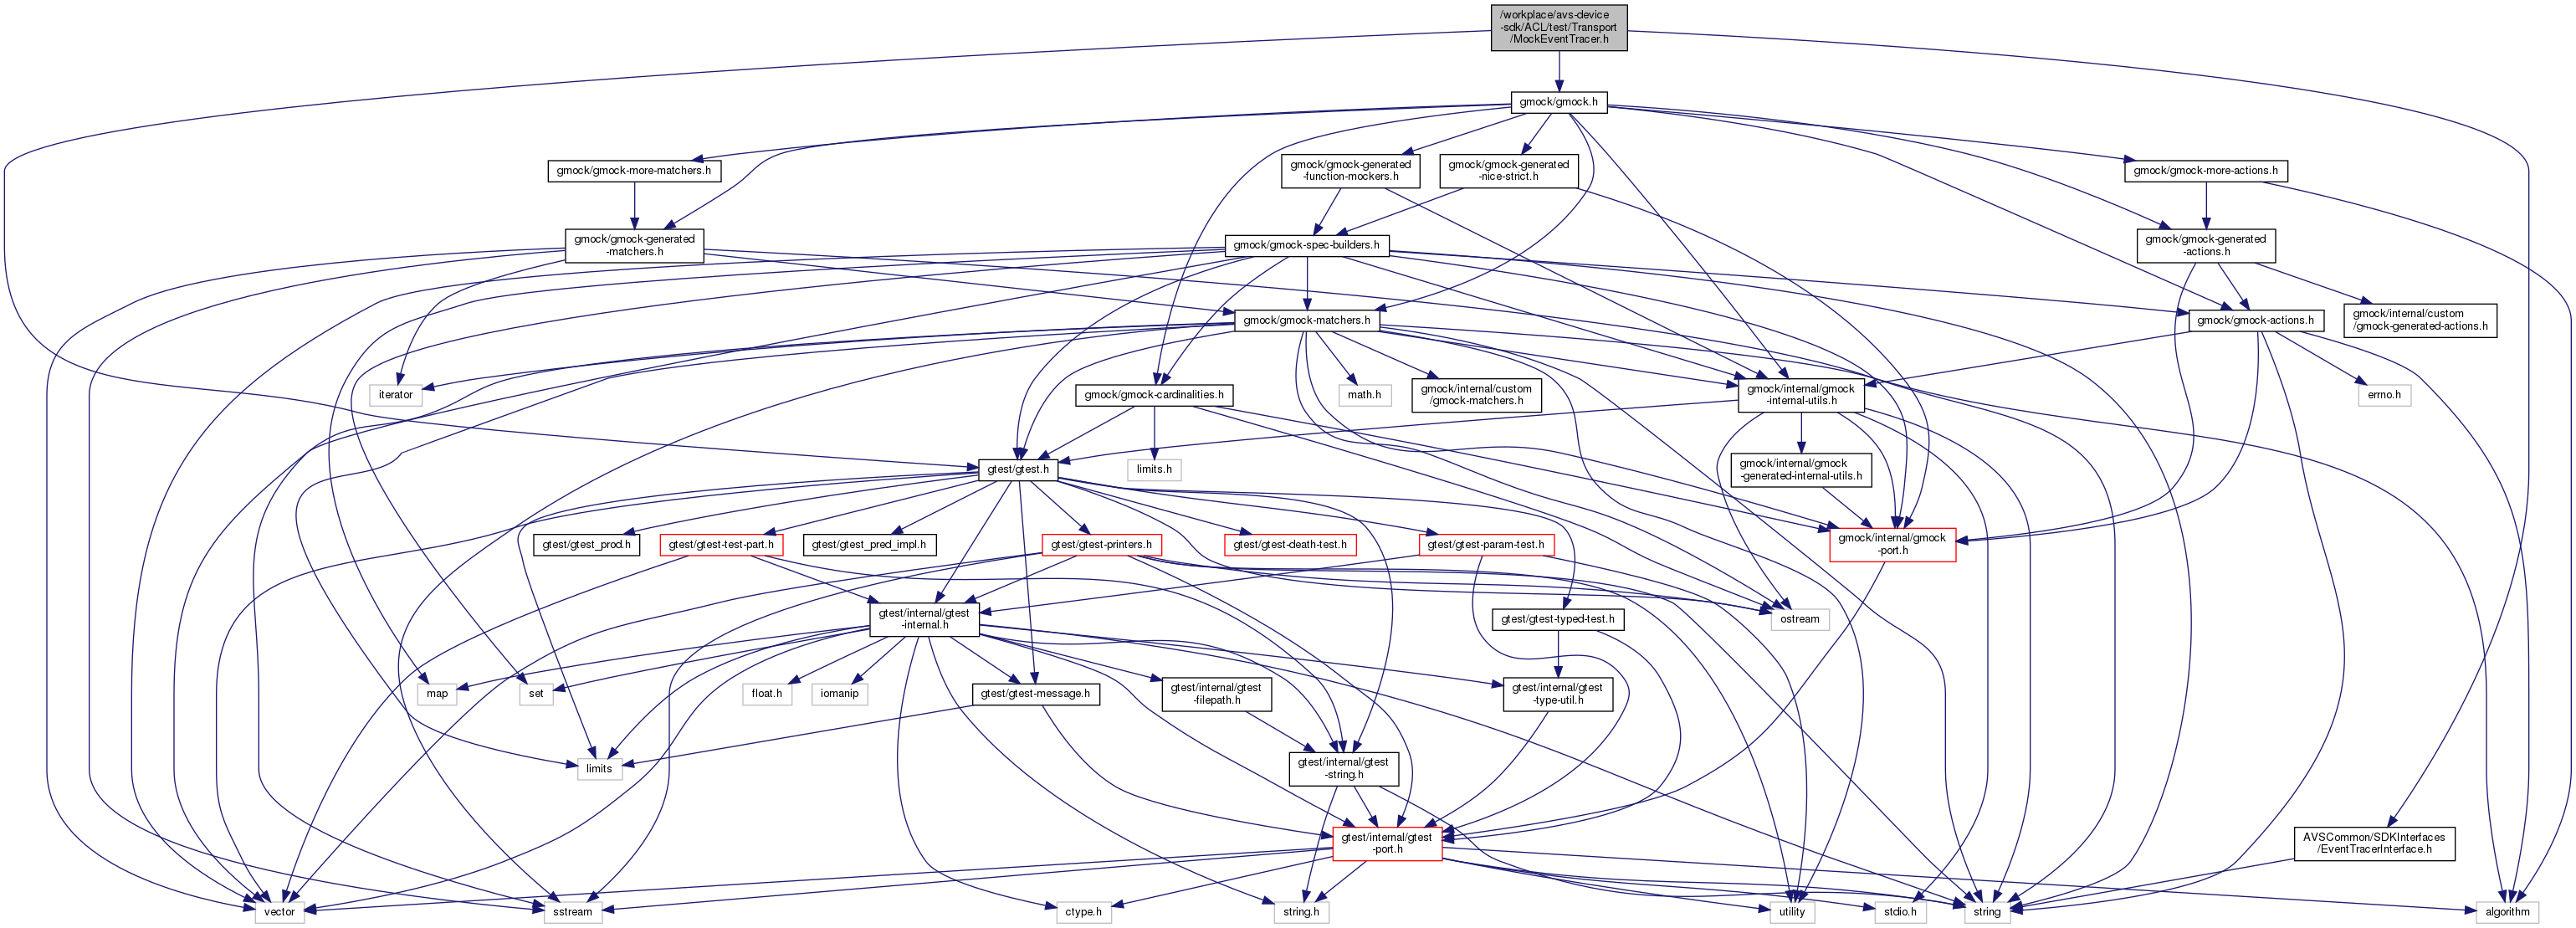 /workplace/avs-device
-sdk/ACL/test/Transport
/MockEventTracer.h
gmock/gmock.h
gmock/gmock-more-matchers.h
gmock/gmock-generated
-function-mockers.h
gmock/gmock-generated
-nice-strict.h
gmock/gmock-more-actions.h
gmock/gmock-generated
-matchers.h
gmock/gmock-spec-builders.h
gmock/gmock-generated
-actions.h
gmock/gmock-matchers.h
gmock/gmock-actions.h
gmock/internal/custom
/gmock-generated-actions.h
iterator
gmock/gmock-cardinalities.h
math.h
gmock/internal/custom
/gmock-matchers.h
gmock/internal/gmock
-internal-utils.h
errno.h
gtest/gtest.h
limits.h
gmock/internal/gmock
-generated-internal-utils.h
gtest/gtest_prod.h
gtest/gtest-test-part.h
gtest/gtest_pred_impl.h
gtest/gtest-printers.h
gtest/gtest-death-test.h
gtest/gtest-param-test.h
gmock/internal/gmock
-port.h
gtest/internal/gtest
-internal.h
gtest/gtest-typed-test.h
ostream
map
set
float.h
iomanip
gtest/gtest-message.h
gtest/internal/gtest
-filepath.h
gtest/internal/gtest
-type-util.h
limits
gtest/internal/gtest
-string.h
gtest/internal/gtest
-port.h
AVSCommon/SDKInterfaces
/EventTracerInterface.h
vector
sstream
ctype.h
string.h
utility
stdio.h
string
algorithm